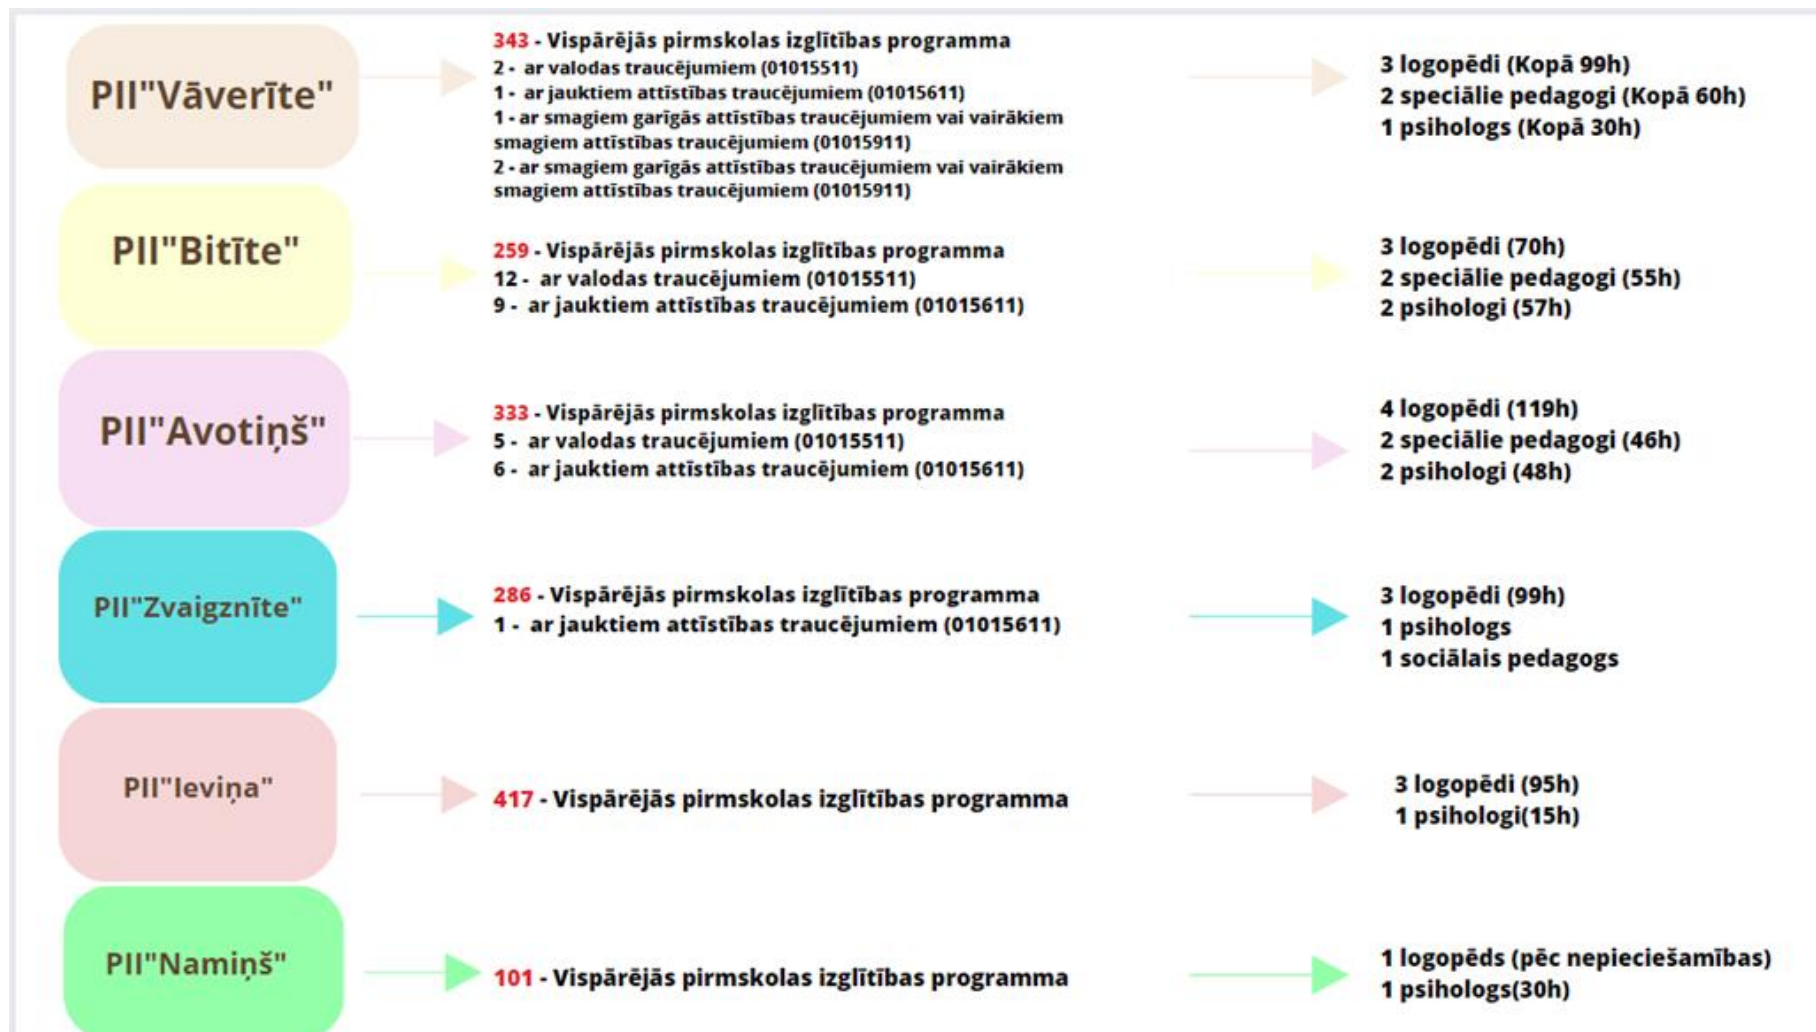 PII"Vāverīte"
343 - Vispārējās pirmskolas izglītības programma
2 - ar valodas traucējumiem (01015511)
1 - ar jauktiem attīstības traucējumiem (01015611)
1 - ar smagiem garīgās attīstības traucējumiem vai vairākiem
smagiem attīstības traucējumiem (01015911)
2 - ar smagiem garīgās attīstības traucējumiem vai vairākiem
smagiem attīstības traucējumiem (01015911)
3 logopēdi (Kopā 99h)
2 speciālie pedagogi (Kopā 60h)
1 psihologs (Kopā 30h)
PII"Bitīte"
259 - Vispārējās pirmskolas izglītības programma
12 - ar valodas traucējumiem (01015511)
9 - ar jauktiem attīstības traucējumiem (01015611)
3 logopēdi (70h)
2 speciālie pedagogi (55h)
2 psihologi (57h)
PII"Avotiņš"
333 - Vispārējās pirmskolas izglītības programma
5 - ar valodas traucējumiem (01015511)
6 - ar jauktiem attīstības traucējumiem (01015611)
4 logopēdi (119h)
2 speciālie pedagogi (46h)
2 psihologi (48h)
PII"Zvaigznīte"
286 - Vispārējās pirmskolas izglītības programma
1 - ar jauktiem attīstības traucējumiem (01015611)
3 logopēdi (99h)
1 psihologs
1 sociālais pedagogs
PII"Ieviņa"
417 - Vispārējās pirmskolas izglītības programma
3 logopēdi (95h)
1 psihologi(15h)
PII"Namiņš"
101 - Vispārējās pirmskolas izglītības programma
1 logopēds (pēc nepieciešamības)
1 psihologs(30h)